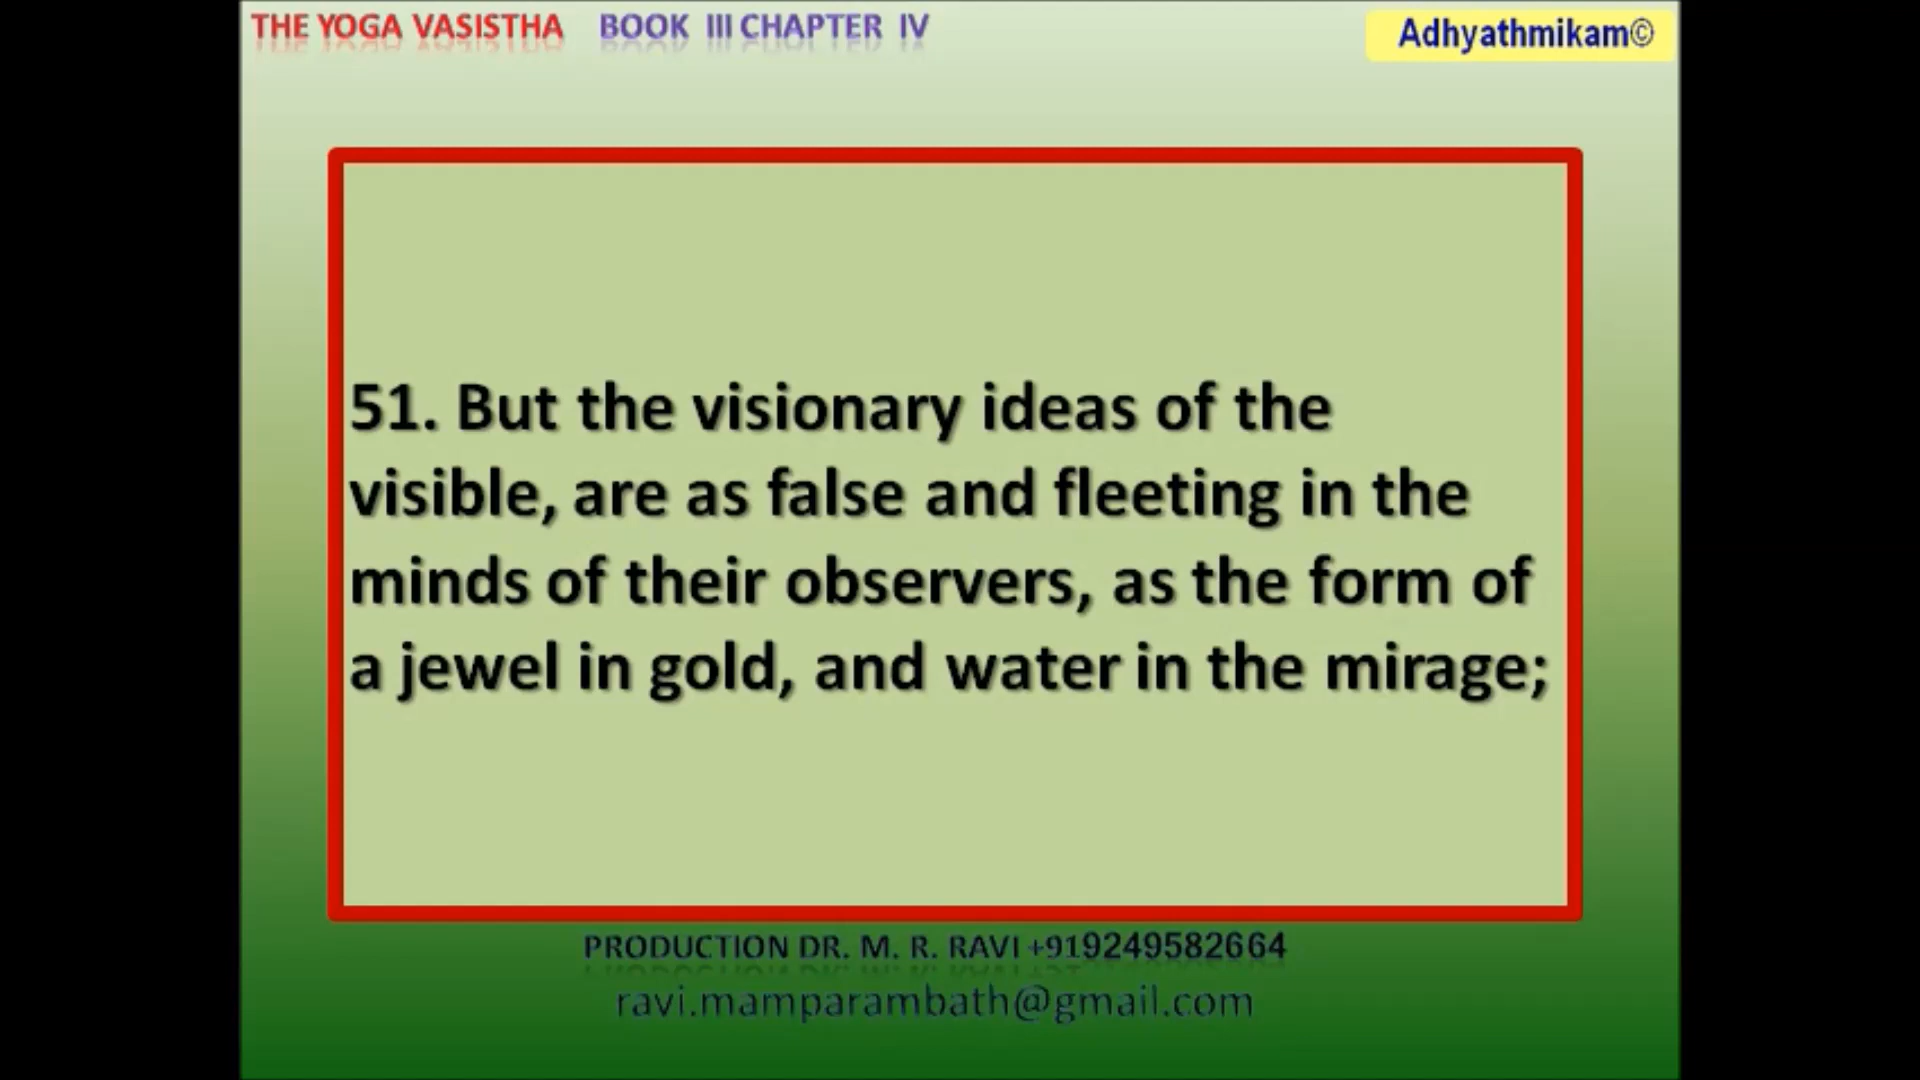 THE YOGA VASISTHA BOOK III CHAPTER IV
Adhyathmikam©
51. But the visionary ideas of the
visible, are as false and fleeting in the
minds of their observers, as the form of
a jewel in gold, and water in the mirage;
PRODUCTION DR. M. R. RAVI +919249582664
ravi.mamparambath@gmail.com